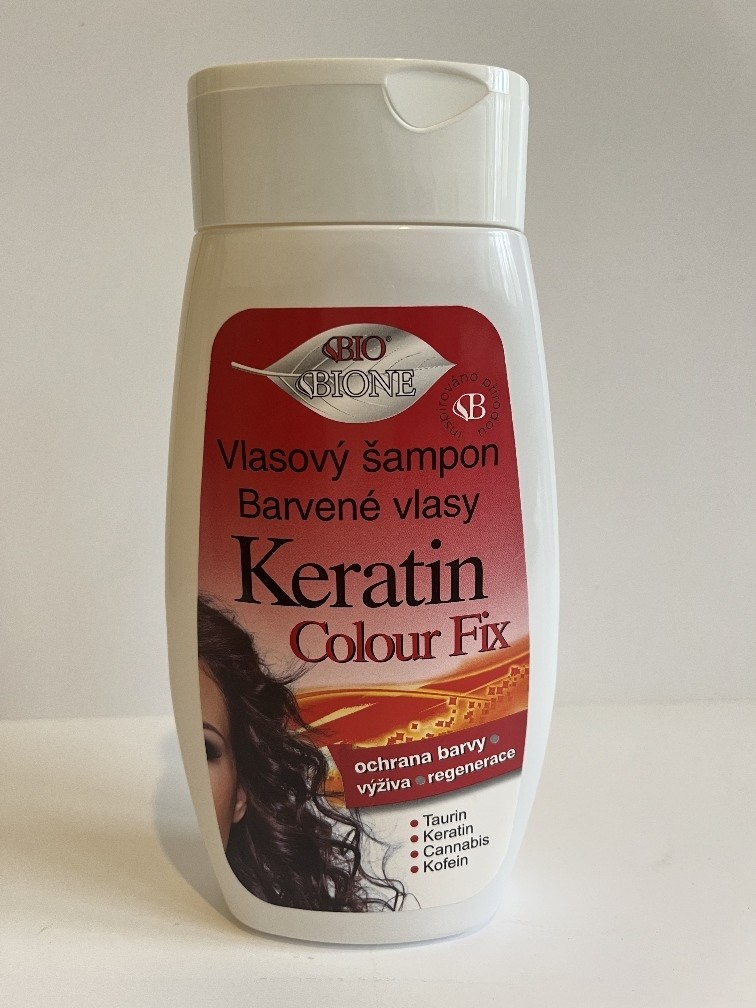 BIO®
BIONE
inspirováno přírodou
B
Vlasový šampon
Barvené vlasy
Keratin
Colour Fix
ochrana barvy •
výživa • regenerace
• Taurin
• Keratin
• Cannabis
• Kofein